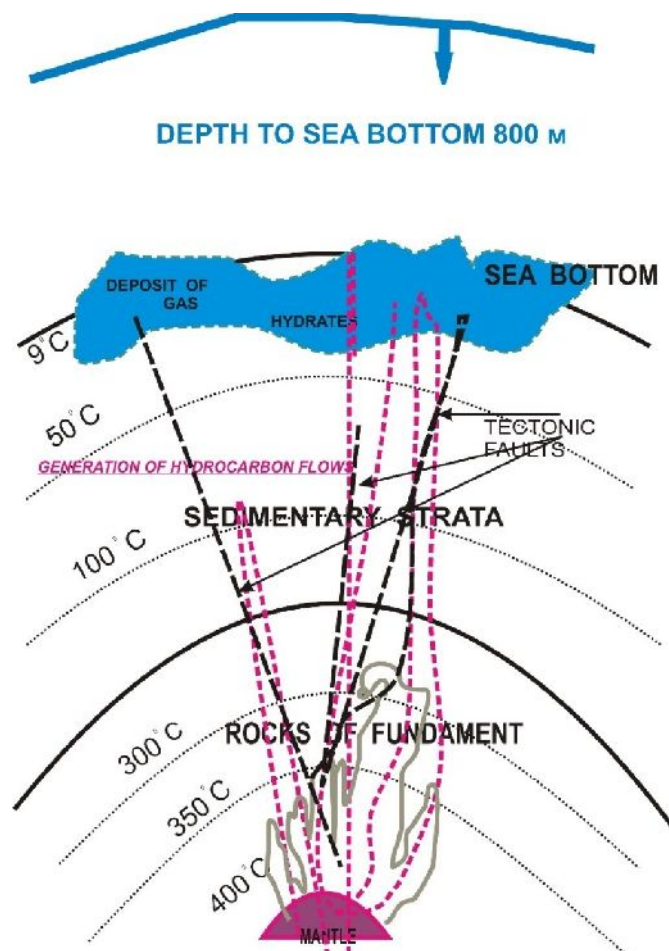 DEPTH TO SEA BOTTOM 800 м
SEA BOTTOM
DEPOSIT OF
GAS
HYDRATES
9°C
50°C
TECTONIC
FAULTS
GENERATION OF HYDROCARBON FLOWS
SEDIMENTARY STRATA
100°C
ROCKS OF FUNDAMENT
300°C
350°C
400°C
MANTLE